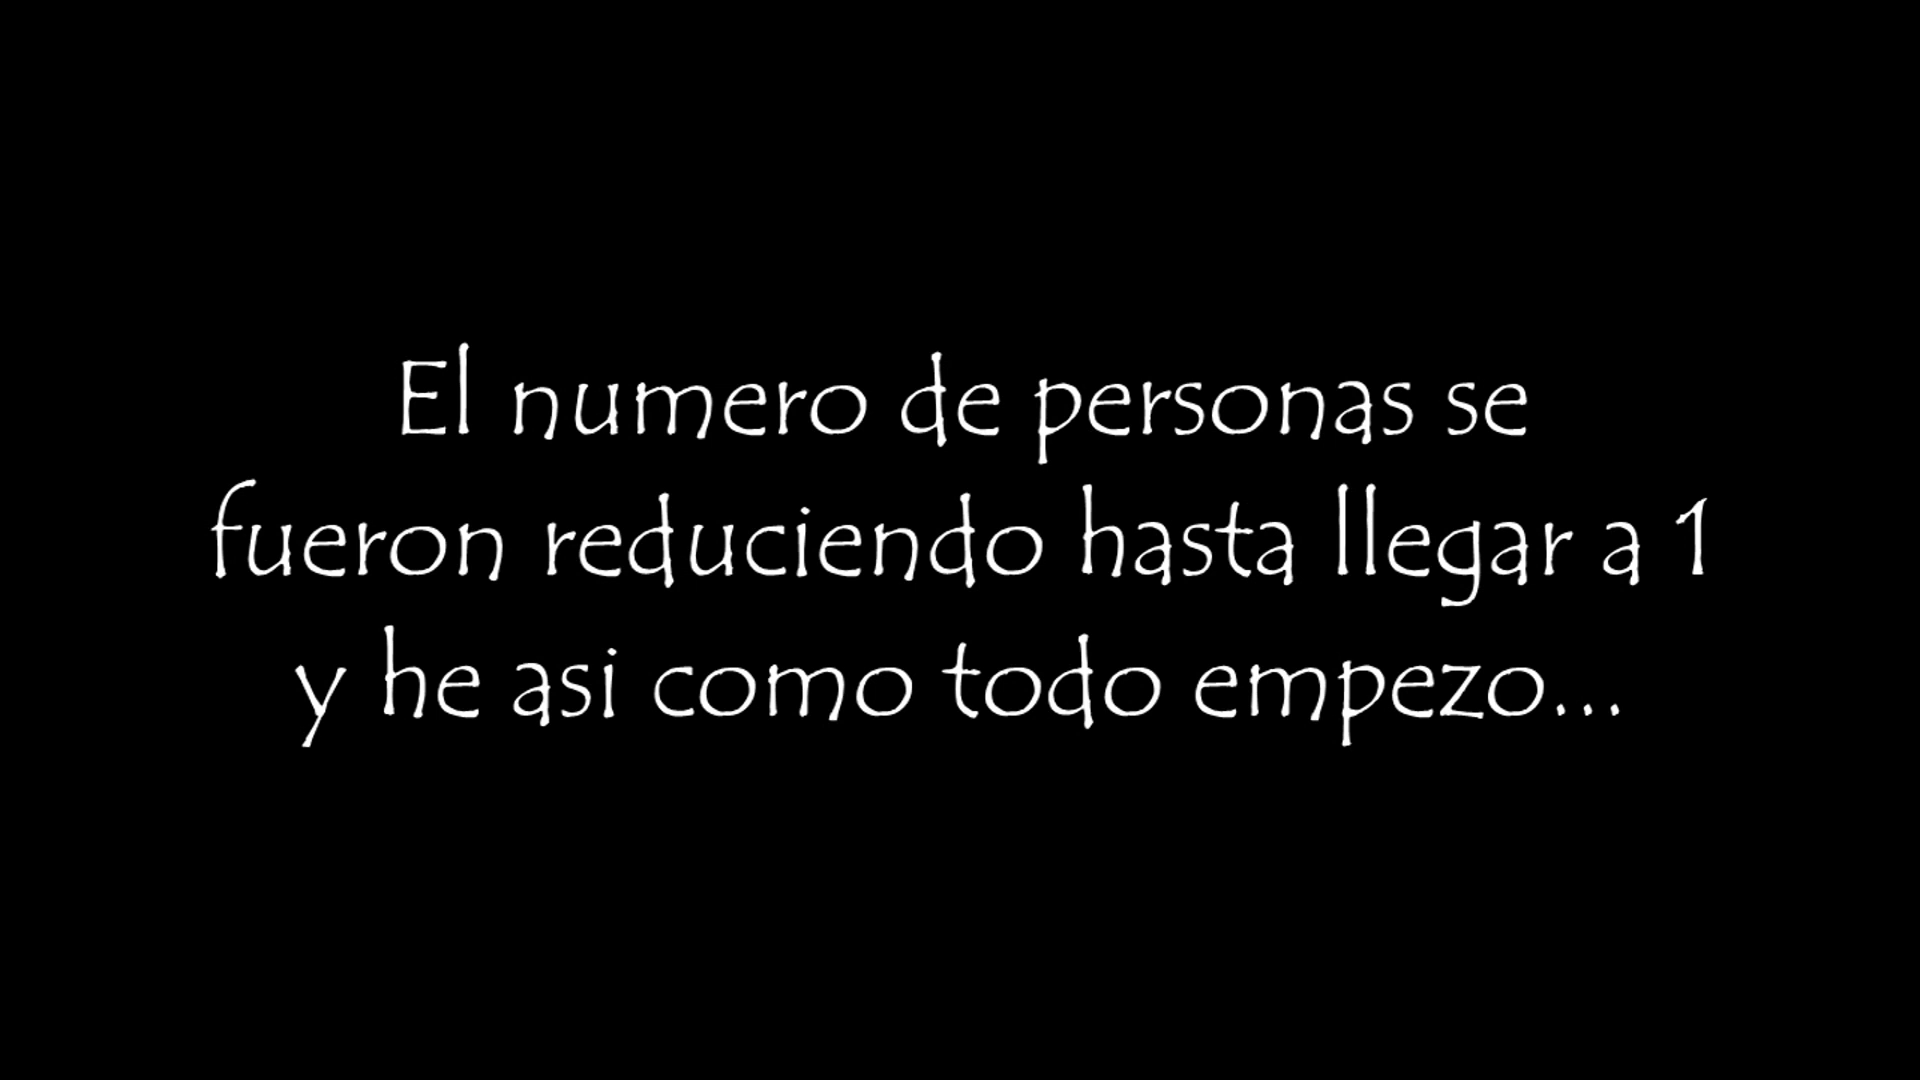 El numero de personas se
fueron reduciendo hasta llegar a 1
y he asi como todo empezo...